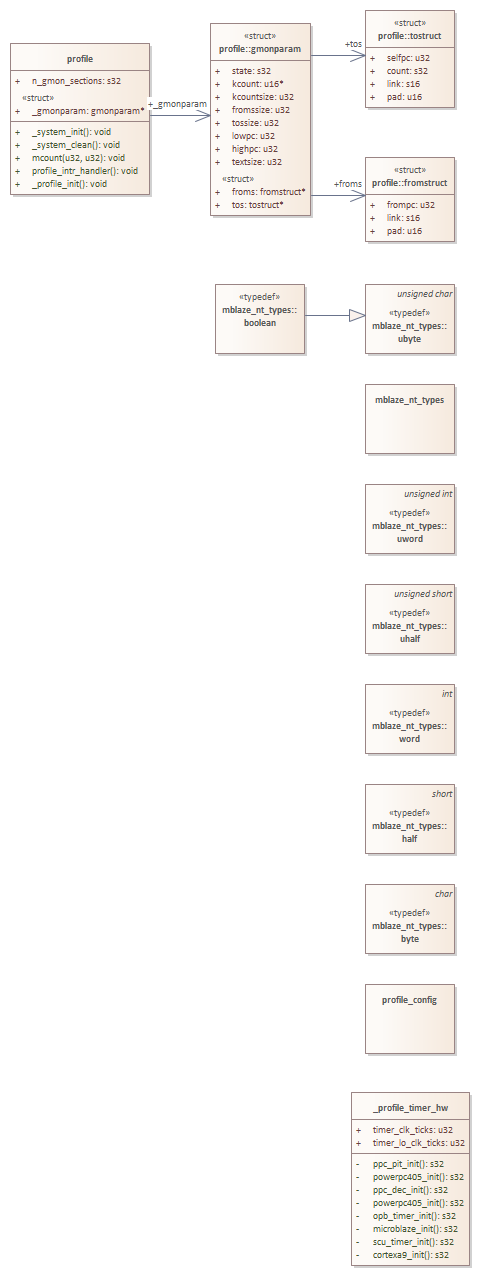 profile
+ n_gmon_sections: s32
«struct»
+ _gmonparam: gmonparam*
+ _system_init(): void
+ _system_clean(): void
+ mcount(u32, u32): void
+ profile_intr_handler(): void
+ _profile_init(): void
+_gmonparam
«struct»
profile::gmonparam
+ state: s32
+ kcount: u16*
+ kcountsize: u32
+ fromssize: u32
+ tossize: u32
+ lowpc: u32
+ highpc: u32
+ textsize: u32
«struct»
+ froms: fromstruct*
+ tos: tostruct*
+tos
«struct»
profile::tostruct
+ selfpc: u32
+ count: s32
+ link: s16
+ pad: u16
+froms
«struct»
profile::fromstruct
+ frompc: u32
+ link: s16
+ pad: u16
«typedef»
mblaze_nt_types::
boolean
unsigned char
«typedef»
mblaze_nt_types::
ubyte
mblaze_nt_types
unsigned int
«typedef»
mblaze_nt_types::
uword
unsigned short
«typedef»
mblaze_nt_types::
uhalf
int
«typedef»
mblaze_nt_types::
word
short
«typedef»
mblaze_nt_types::
half
char
«typedef»
mblaze_nt_types::
byte
profile_config
_profile_timer_hw
+ timer_clk_ticks: u32
+ timer_lo_clk_ticks: u32
- ppc_pit_init(): s32
- powerpc405_init(): s32
- ppc_dec_init(): s32
- powerpc405_init(): s32
- opb_timer_init(): s32
- microblaze_init(): s32
- scu_timer_init(): s32
- cortexa9_init(): s32